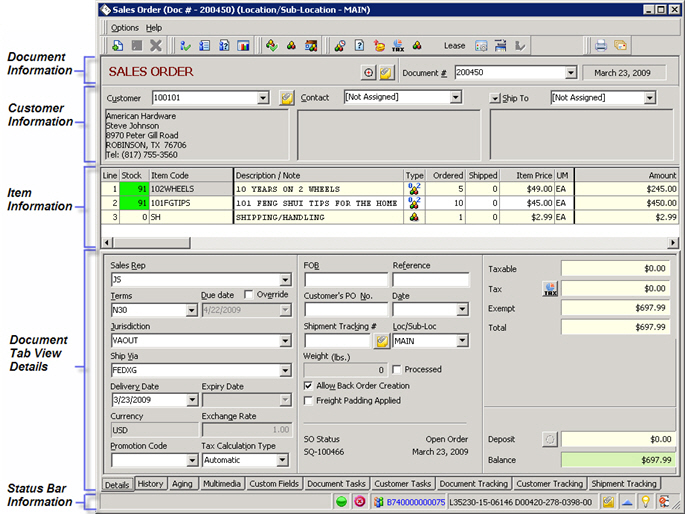 Sales Order (Doc # - 200450) (Location/Sub-Location - MAIN)
Options Help
Lease
Document Information
SALES ORDER
Document # 200450
March 23, 2009
Customer Information
Customer 100101
Contact [Not Assigned]
Ship To [Not Assigned]
American Hardware
Steve Johnson
8970 Peter Gill Road
ROBINSON, TX 76706
Tel: (817) 755-3560
Item Information
Line Stock Item Code Description / Note Type Ordered Shipped Item Price UM Amount
1 91 102WHEELS 10 YEARS ON 2 WHEELS 5 0 $49.00 EA $245.00
2 91 101FGTIPS 101 FENG SHUI TIPS FOR THE HOME 10 0 $45.00 EA $450.00
3 0 SH SHIPPING/HANDLING 1 0 $2.99 EA $2.99
Document Tab View Details
Sales Rep
JS
Terms Due date Override
N30 4/22/2009
Jurisdiction
VAOUT
Ship Via
FEDXG
Delivery Date Expiry Date
3/23/2009
Currency Exchange Rate
USD 1.00
Promotion Code Tax Calculation Type
Automatic
FOB Reference
Customer's PO No. Date
Shipment Tracking # Loc/Sub-Loc
MAIN
Weight (lbs.)
0 Processed
Allow Back Order Creation
Freight Padding Applied
SO Status Open Order
SQ-100466 March 23, 2009
Taxable $0.00
Tax TAX $0.00
Exempt $697.99
Total $697.99
Deposit $0.00
Balance $697.99
Details History Aging Multimedia Custom Fields Document Tasks Customer Tasks Document Tracking Customer Tracking Shipment Tracking
Status Bar Information
B740000000075 L35230-15-06146 D00420-278-0398-00